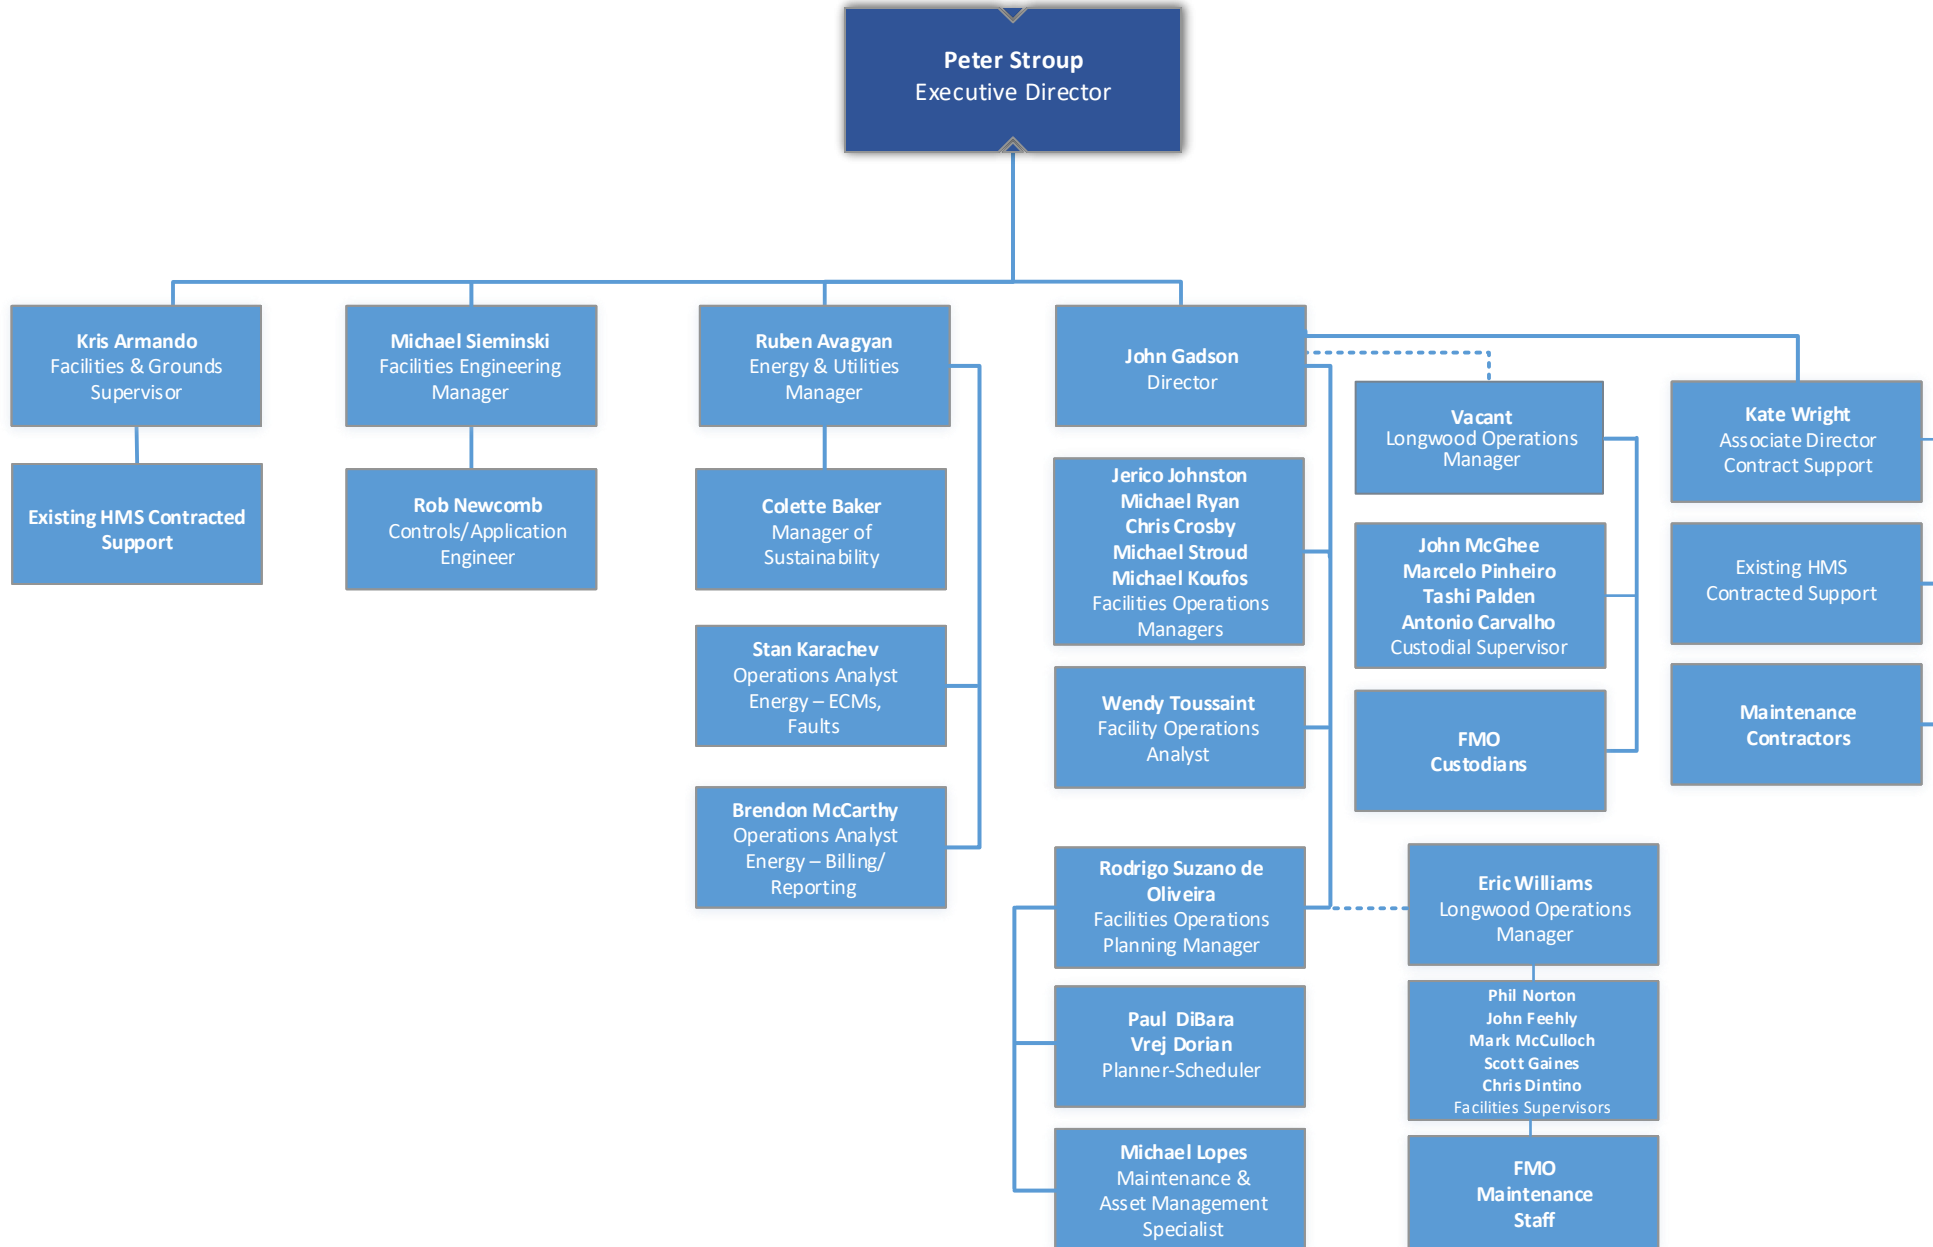 Peter Stroup
Executive Director
Kris Armando
Facilities & Grounds
Supervisor
Existing HMS Contracted
Support
Michael Sieminski
Facilities Engineering
Manager
Rob Newcomb
Controls/Application
Engineer
Ruben Avagyan
Energy & Utilities
Manager
Colette Baker
Manager of
Sustainability
Stan Karachev
Operations Analyst
Energy – ECMs,
Faults
Brendon McCarthy
Operations Analyst
Energy – Billing/
Reporting
John Gadson
Director
Jerico Johnston
Michael Ryan
Chris Crosby
Michael Stroud
Michael Koufos
Facilities Operations
Managers
Wendy Toussaint
Facility Operations
Analyst
Rodrigo Suzano de
Oliveira
Facilities Operations
Planning Manager
Paul DiBara
Vrej Dorian
Planner-Scheduler
Michael Lopes
Maintenance &
Asset Management
Specialist
Vacant
Longwood Operations
Manager
John McGhee
Marcelo Pinheiro
Tashi Palden
Antonio Carvalho
Custodial Supervisor
FMO
Custodians
Eric Williams
Longwood Operations
Manager
Phil Norton
John Feehly
Mark McCulloch
Scott Gaines
Chris Dintino
Facilities Supervisors
FMO
Maintenance
Staff
Kate Wright
Associate Director
Contract Support
Existing HMS
Contracted Support
Maintenance
Contractors